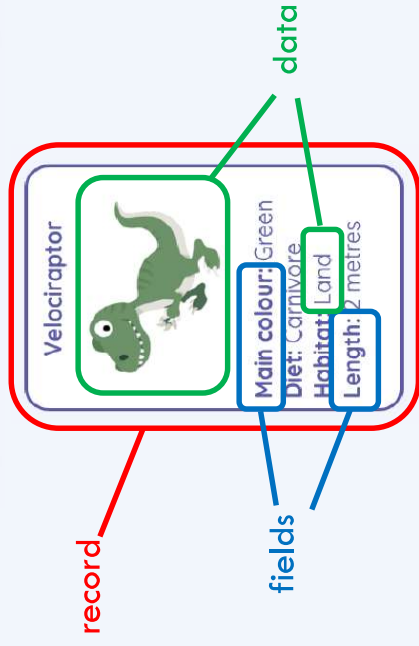 record
Velociraptor
Main colour: Green
Diet: Carnivore
Habitat: Land
Length: 2 metres
fields
data